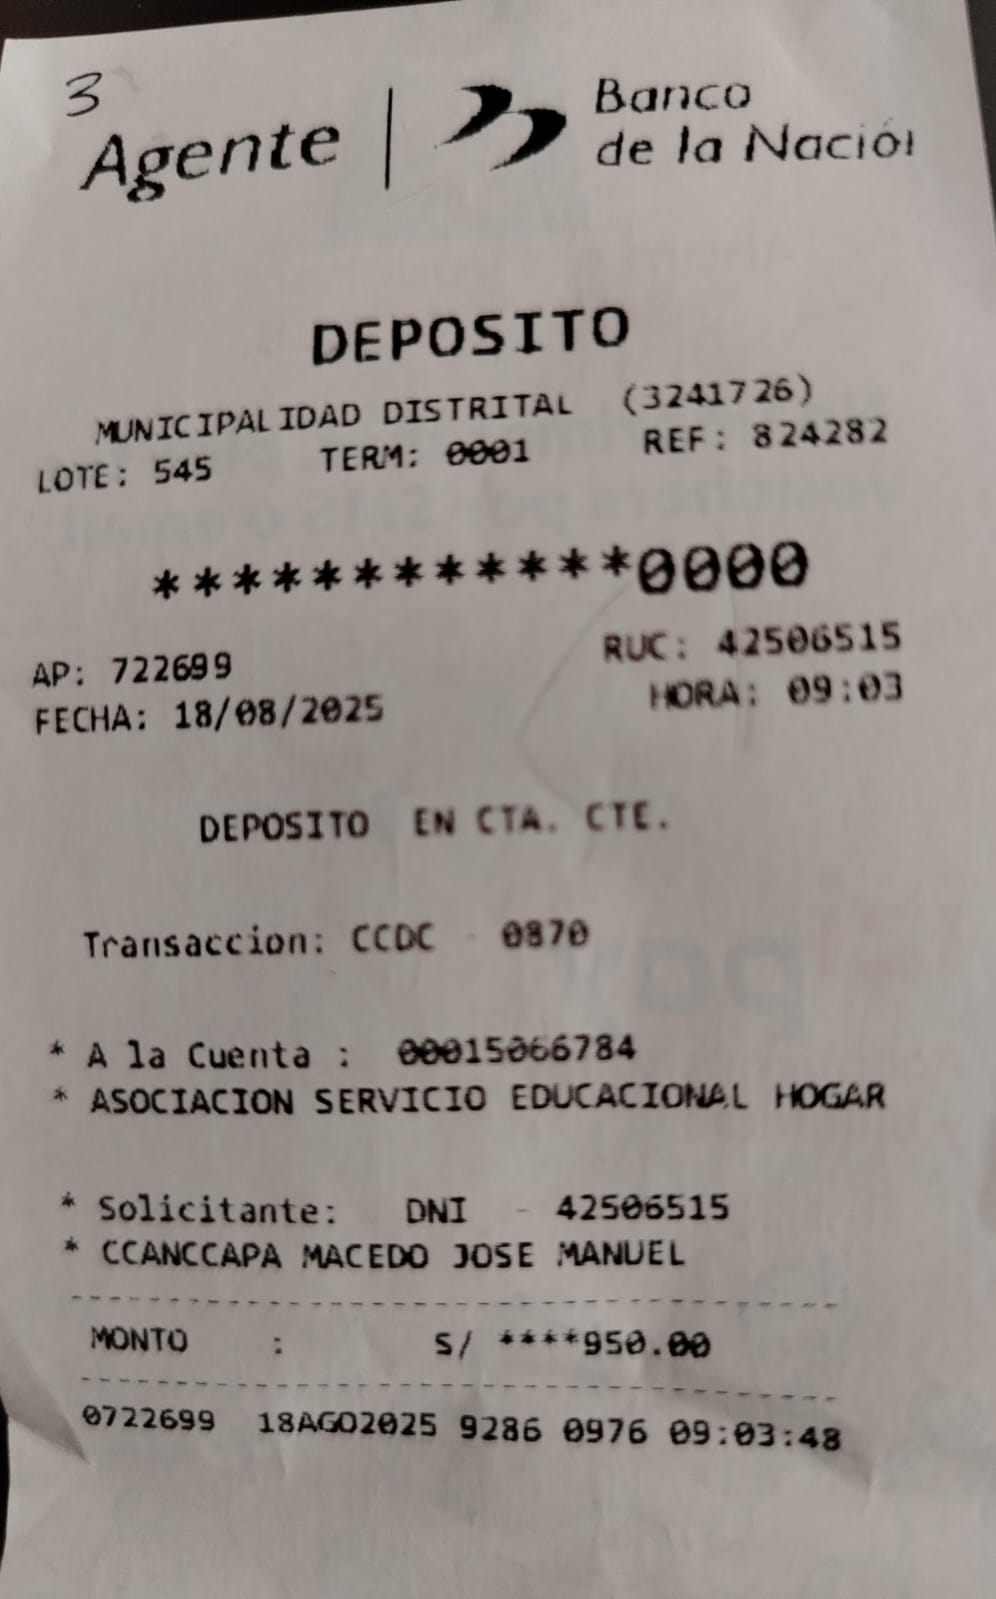 3
Agente | Banco
de la Nación
DEPOSITO
MUNICIPALIDAD DISTRITAL (3241726)
LOTE: 545 TERM: 0001 REF: 824282
************0000
AP: 722699 RUC: 42506515
FECHA: 18/08/2025 HORA: 09:03
DEPOSITO EN CTA. CTE.
Transaccion: CCDC - 0870
* A la Cuenta : 00015066784
* ASOCIACION SERVICIO EDUCACIONAL HOGAR
* Solicitante: DNI - 42506515
* CCANCCAPA MACEDO JOSE MANUEL
MONTO : S/ ****950.00
0722699 18AGO2025 9286 0976 09:03:48